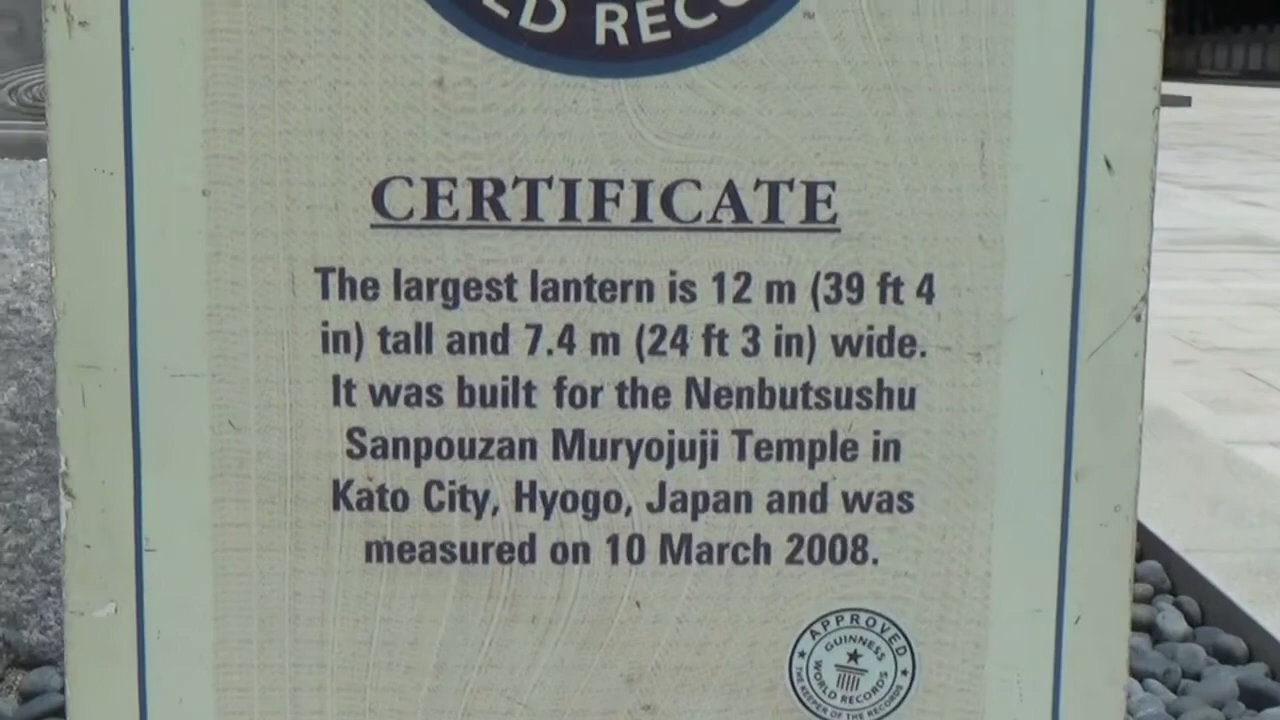 LD RECO
™
CERTIFICATE
The largest lantern is 12 m (39 ft 4
in) tall and 7.4 m (24 ft 3 in) wide.
It was built for the Nenbutsushu
Sanpouzan Muryojuji Temple in
Kato City, Hyogo, Japan and was
measured on 10 March 2008.
APPROVED
GUINNESS
WORLD RECORDS
THE KEEPER OF THE RECORDS